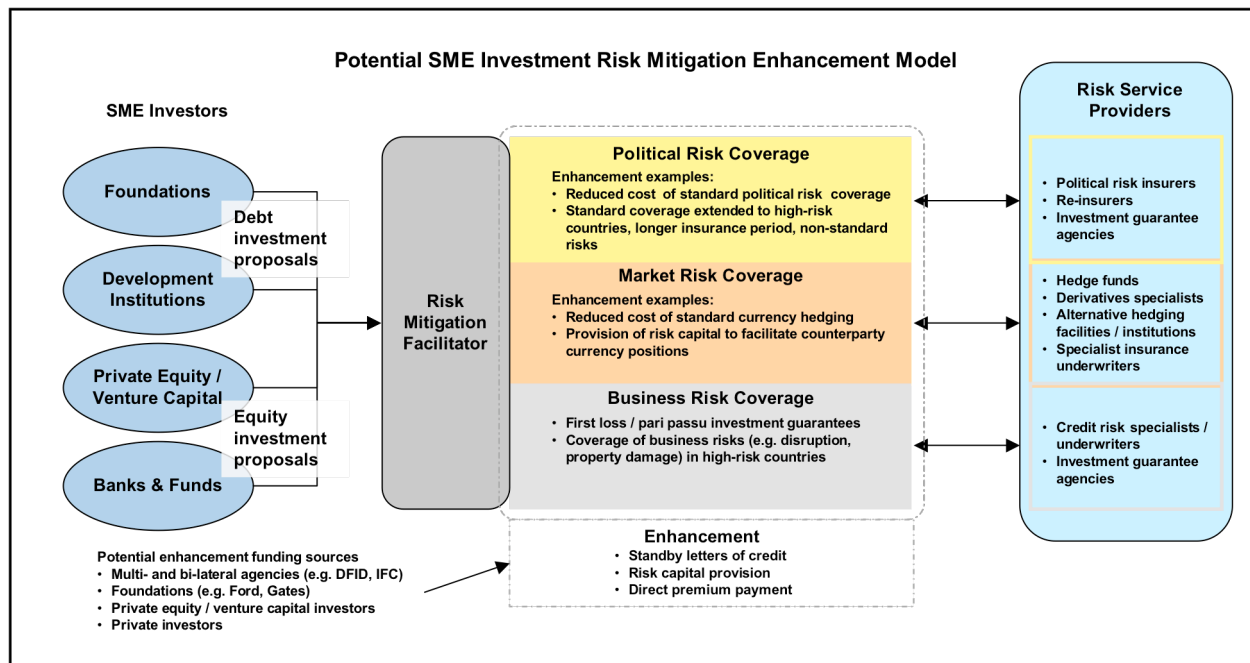 Potential SME Investment Risk Mitigation Enhancement Model
SME Investors
Foundations
Development
Institutions
Private Equity /
Venture Capital
Banks & Funds
Debt
investment
proposals
Equity
investment
proposals
Risk
Mitigation
Facilitator
Political Risk Coverage
Enhancement examples:
• Reduced cost of standard political risk coverage
• Standard coverage extended to high-risk
countries, longer insurance period, non-standard
risks
Market Risk Coverage
Enhancement examples:
• Reduced cost of standard currency hedging
• Provision of risk capital to facilitate counterparty
currency positions
Business Risk Coverage
• First loss / pari passu investment guarantees
• Coverage of business risks (e.g. disruption,
property damage) in high-risk countries
Enhancement
• Standby letters of credit
• Risk capital provision
• Direct premium payment
Potential enhancement funding sources
• Multi- and bi-lateral agencies (e.g. DFID, IFC)
• Foundations (e.g. Ford, Gates)
• Private equity / venture capital investors
• Private investors
Risk Service
Providers
• Political risk insurers
• Re-insurers
• Investment guarantee
agencies
• Hedge funds
• Derivatives specialists
• Alternative hedging
facilities / institutions
• Specialist insurance
underwriters
• Credit risk specialists /
underwriters
• Investment guarantee
agencies